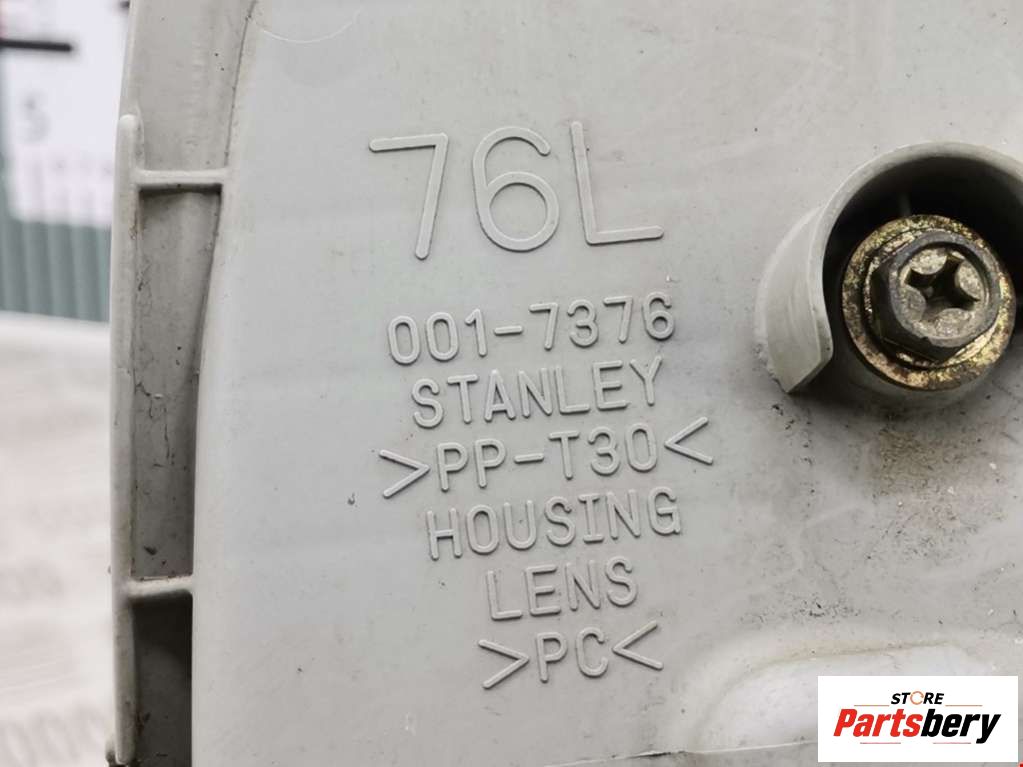 76L
001-7376
STANLEY
>PP-T30<
HOUSING
LENS
>PC<
STORE
Partsbery